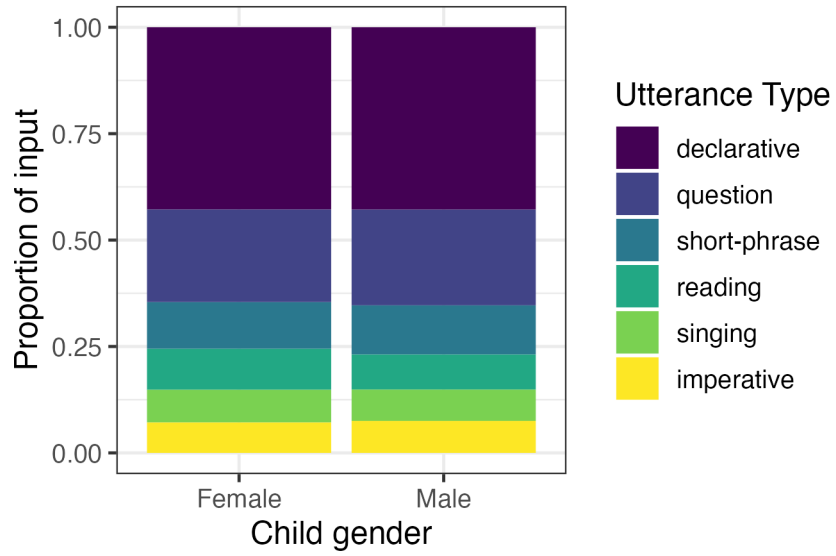 Proportion of input
1.00
0.75
0.50
0.25
0.00
Female
Male
Child gender
Utterance Type
declarative
question
short-phrase
reading
singing
imperative